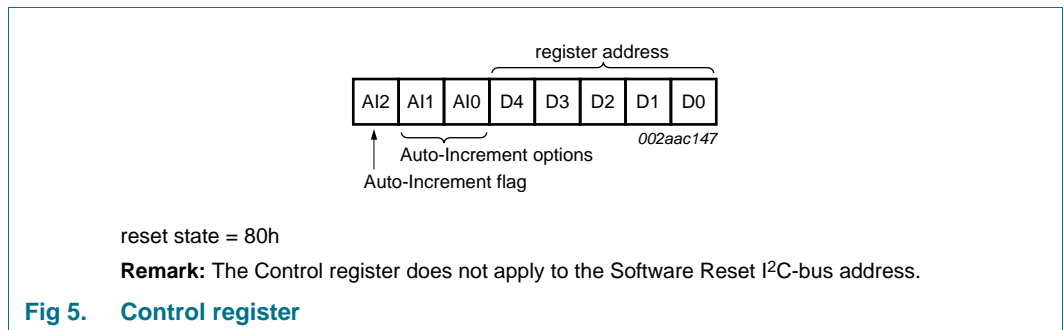 register address
AI2 AI1 AI0 D4 D3 D2 D1 D0
002aac147
Auto-Increment options
Auto-Increment flag
reset state = 80h
Remark: The Control register does not apply to the Software Reset I²C-bus address.
Fig 5. Control register